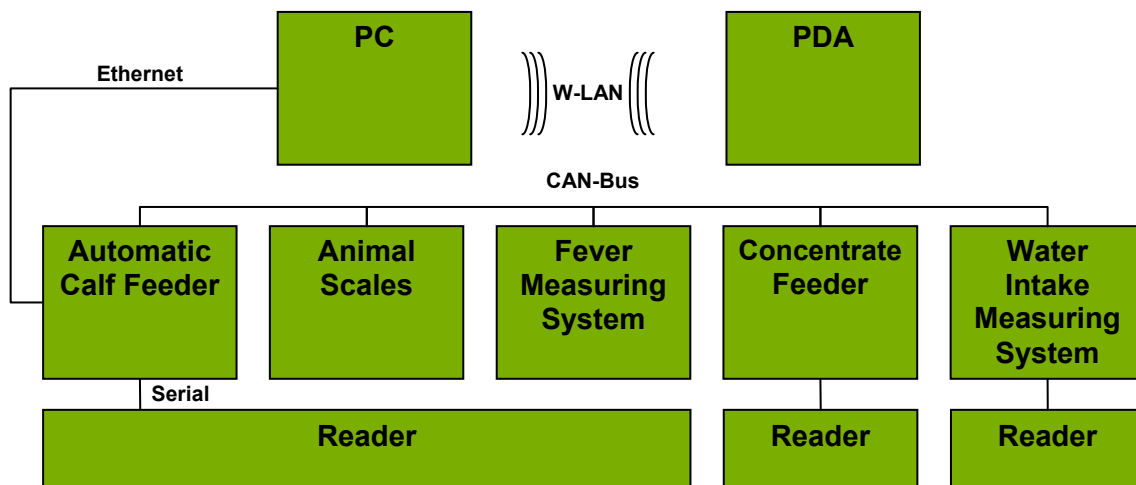 PC
PDA
Ethernet
W-LAN
CAN-Bus
Automatic
Calf Feeder
Animal
Scales
Fever
Measuring
System
Concentrate
Feeder
Water
Intake
Measuring
System
Serial
Reader
Reader
Reader